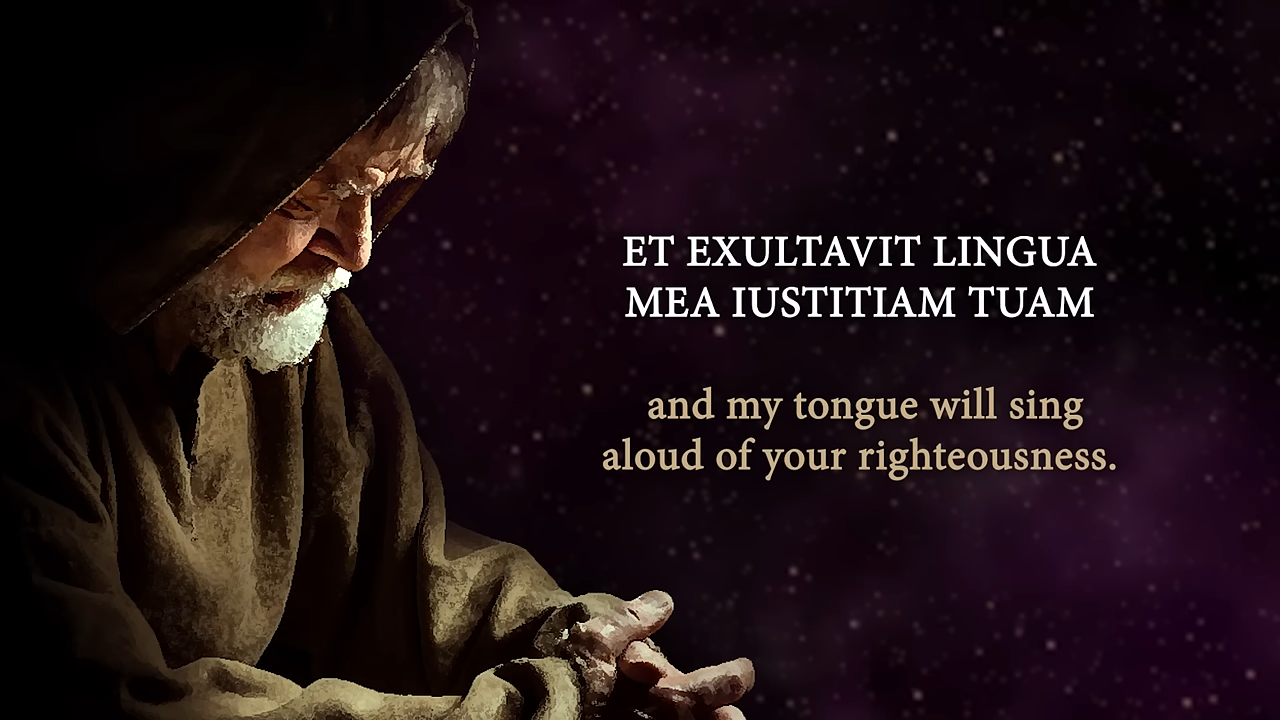 ET EXULTAVIT LINGUA
MEA IUSTITIAM TUAM
and my tongue will sing
aloud of your righteousness.